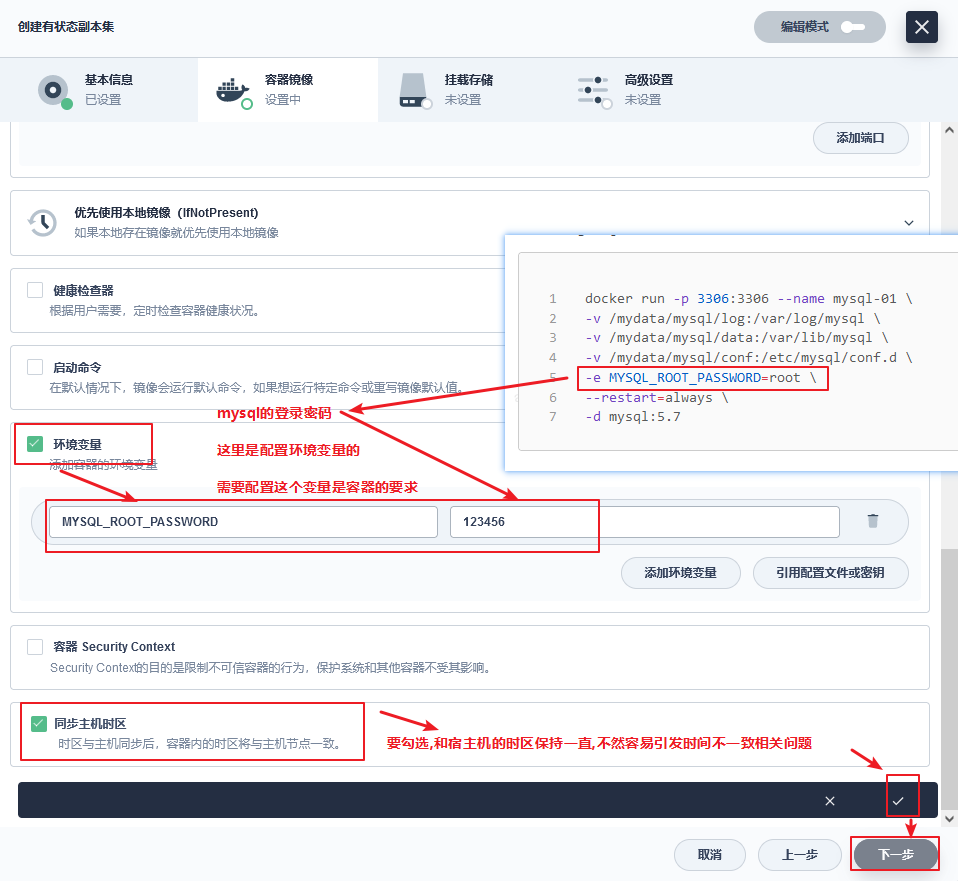 创建有状态副本集
编辑模式
基本信息
已设置
容器镜像
设置中
挂载存储
未设置
高级设置
未设置
添加端口
优先使用本地镜像（IfNotPresent)
如果本地存在镜像就优先使用本地镜像
健康检查器
根据用户需要，定时检查容器健康状况。
启动命令
在默认情况下，镜像会运行默认命令，如果想运行特定命令或重写镜像默认值。
1 docker run -p 3306:3306 --name mysql-01 \
2 -v /mydata/mysql/log:/var/log/mysql \
3 -v /mydata/mysql/data:/var/lib/mysql \
4 -v /mydata/mysql/conf:/etc/mysql/conf.d \
5 -e MYSQL_ROOT_PASSWORD=root \
6 --restart=always \
7 -d mysql:5.7
mysql的登录密码
这里是配置环境变量的
需要配置这个变量是容器的要求
环境变量
添加容器的环境变量
MYSQL_ROOT_PASSWORD
123456
添加环境变量
引用配置文件或密钥
容器 Security Context
Security Context的目的是限制不可信容器的行为，保护系统和其他容器不受其影响。
同步主机时区
时区与主机同步后，容器内的时区将与主机节点一致。
要勾选,和宿主机的时区保持一直,不然容易引发时间不一致相关问题
取消
上一步
下一步